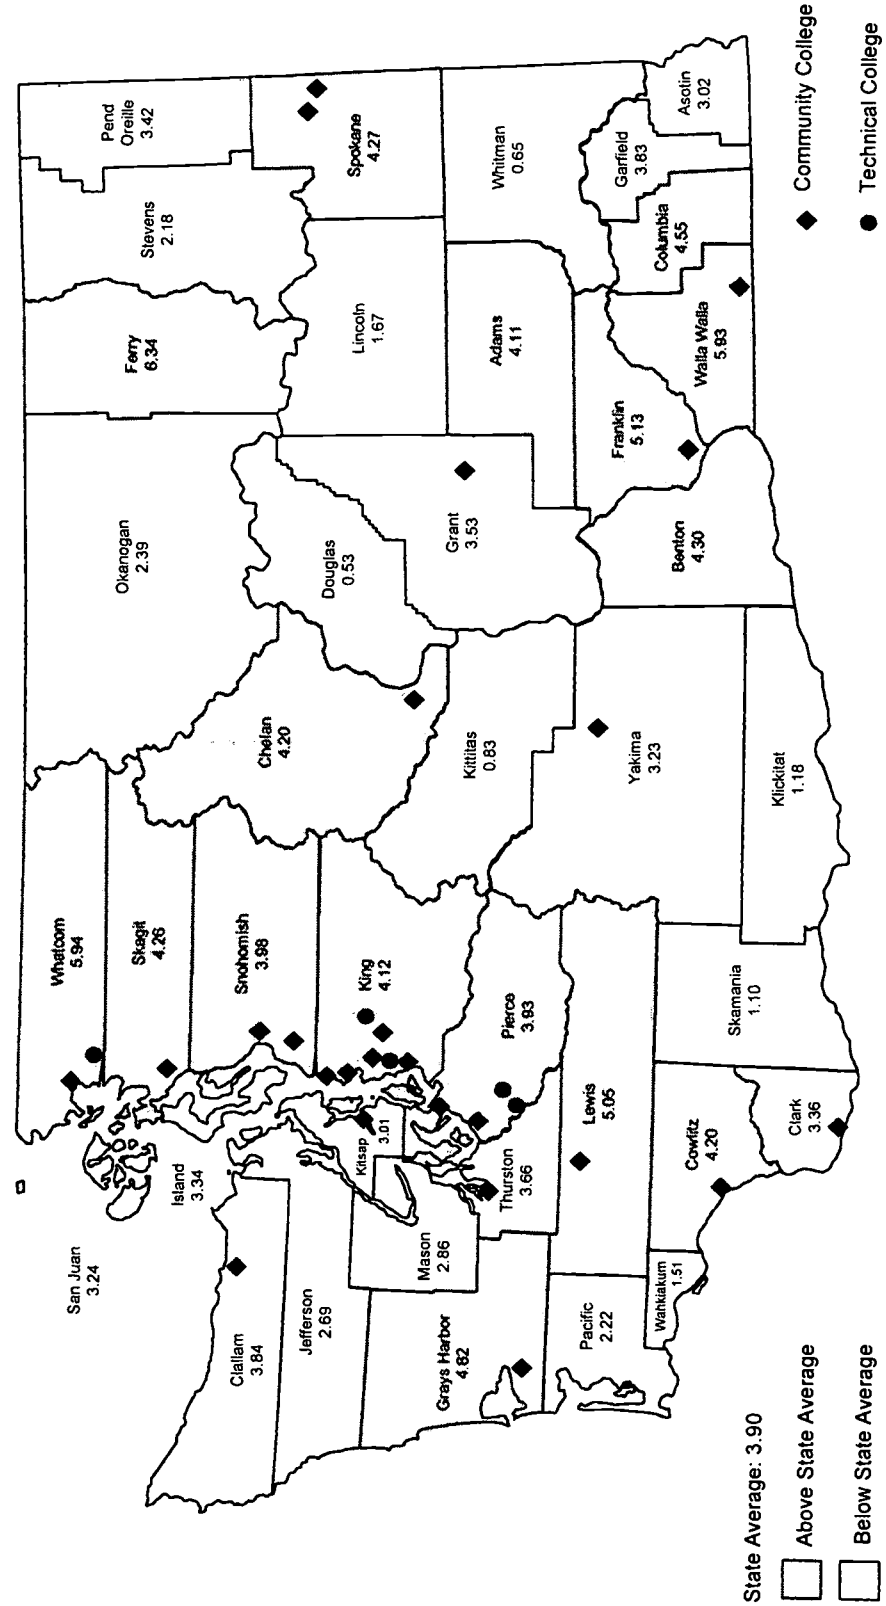 San Juan
3.24
Whatcom
5.94
Skagit
4.26
Island
3.34
Snohomish
3.98
Clallam
3.84
Jefferson
2.69
Kitsap
3.01
King
4.12
Mason
2.86
Grays Harbor
4.82
Thurston
3.66
Pierce
3.93
Pacific
2.22
Lewis
5.05
Wahkiakum
1.51
Cowlitz
4.20
Clark
3.36
Skamania
1.10
Okanogan
2.39
Chelan
4.20
Douglas
0.53
Kittitas
0.83
Grant
3.53
Yakima
3.23
Klickitat
1.18
Benton
4.30
Ferry
6.34
Stevens
2.18
Pend
Oreille
3.42
Lincoln
1.67
Spokane
4.27
Adams
4.11
Whitman
0.65
Franklin
5.13
Walla Walla
5.93
Columbia
4.55
Garfield
3.83
Asotin
3.02
State Average: 3.90
Above State Average
Below State Average
Community College
Technical College